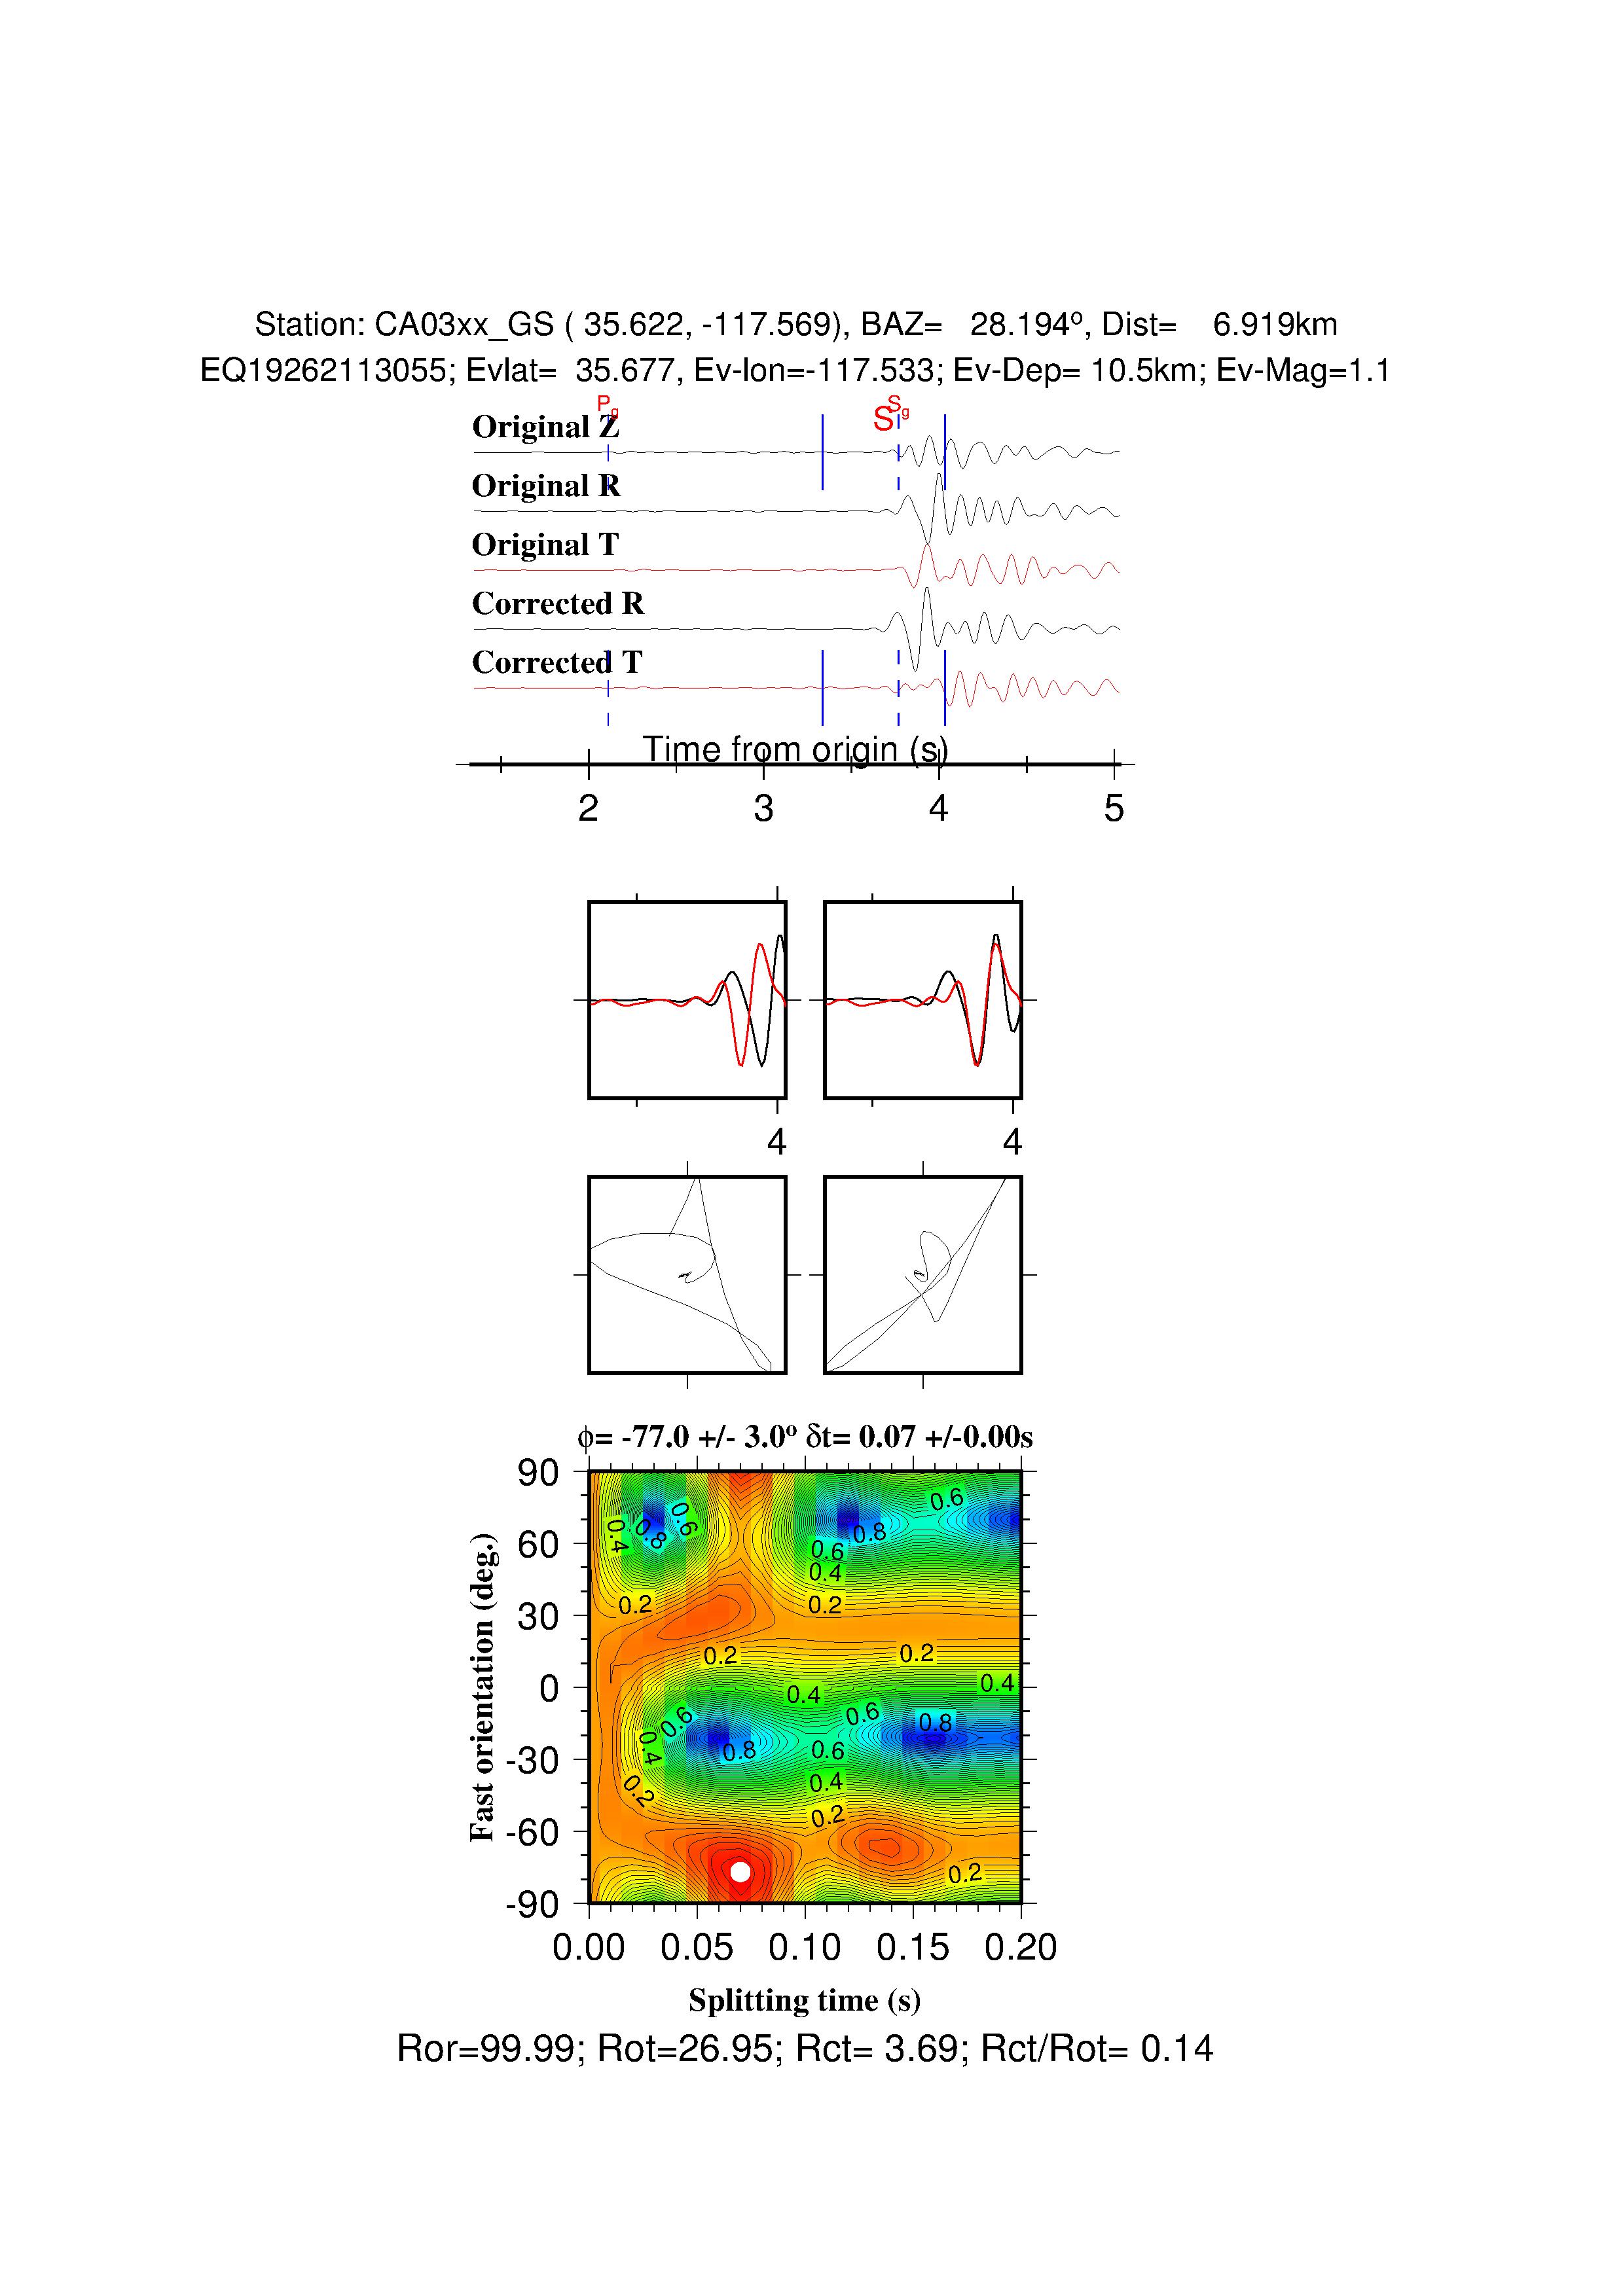 Station: CA03xx_GS ( 35.622, -117.569), BAZ= 28.194º, Dist= 6.919km
EQ19262113055; Evlat= 35.677, Ev-lon=-117.533; Ev-Dep= 10.5km; Ev-Mag=1.1
Pg S Sg
Original Z
Original R
Original T
Corrected R
Corrected T
Time from origin (s)
2 3 4 5
4 4
ϕ= -77.0 +/- 3.0º δt= 0.07 +/-0.00s
90
60
30
0
-30
-60
-90
Fast orientation (deg.)
0.4 0.8 0.6 0.6 0.8 0.6
0.4
0.2 0.2
0.2 0.2
0.4 0.4
0.4 0.6 0.8 0.6 0.6 0.8
0.4
0.2 0.2
0.2
0.00 0.05 0.10 0.15 0.20
Splitting time (s)
Ror=99.99; Rot=26.95; Rct= 3.69; Rct/Rot= 0.14